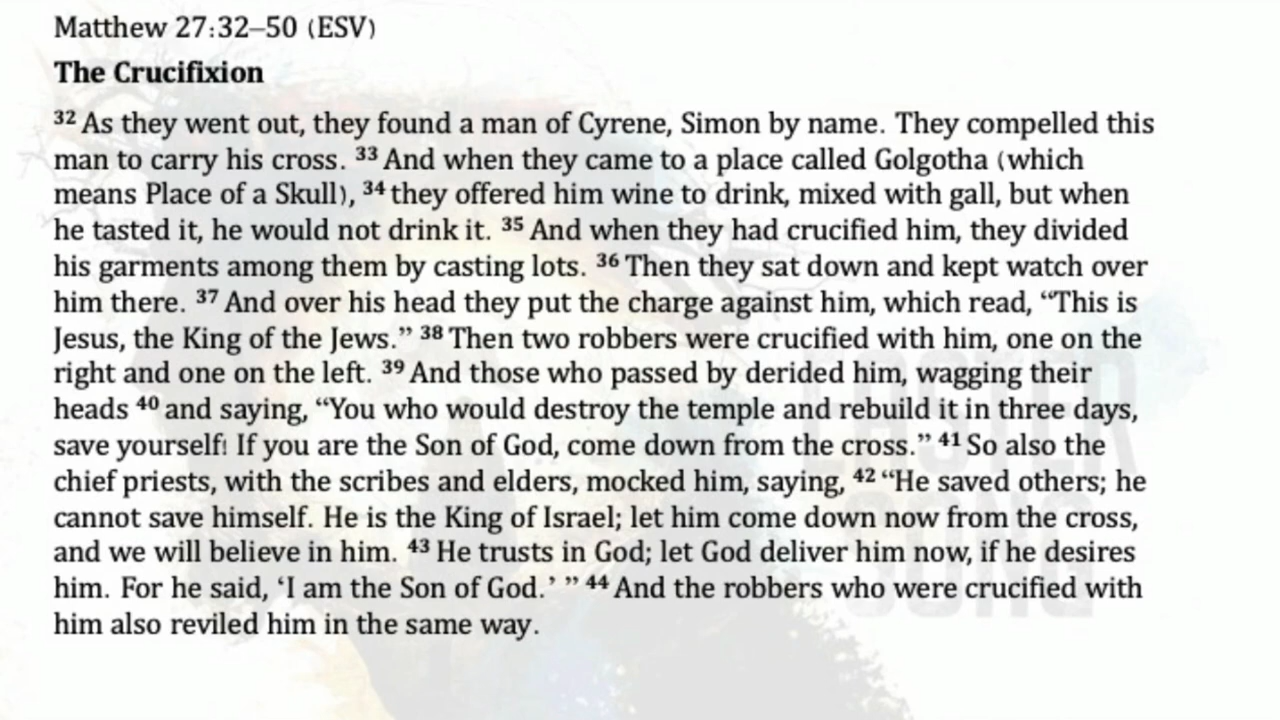 Matthew 27:32–50 (ESV)
The Crucifixion
32 As they went out, they found a man of Cyrene, Simon by name. They compelled this
man to carry his cross. 33 And when they came to a place called Golgotha (which
means Place of a Skull), 34 they offered him wine to drink, mixed with gall, but when
he tasted it, he would not drink it. 35 And when they had crucified him, they divided
his garments among them by casting lots. 36 Then they sat down and kept watch over
him there. 37 And over his head they put the charge against him, which read, “This is
Jesus, the King of the Jews.” 38 Then two robbers were crucified with him, one on the
right and one on the left. 39 And those who passed by derided him, wagging their
heads 40 and saying, “You who would destroy the temple and rebuild it in three days,
save yourself! If you are the Son of God, come down from the cross.” 41 So also the
chief priests, with the scribes and elders, mocked him, saying, 42 “He saved others; he
cannot save himself. He is the King of Israel; let him come down now from the cross,
and we will believe in him. 43 He trusts in God; let God deliver him now, if he desires
him. For he said, ‘I am the Son of God.’ ” 44 And the robbers who were crucified with
him also reviled him in the same way.
EASTER
SONG